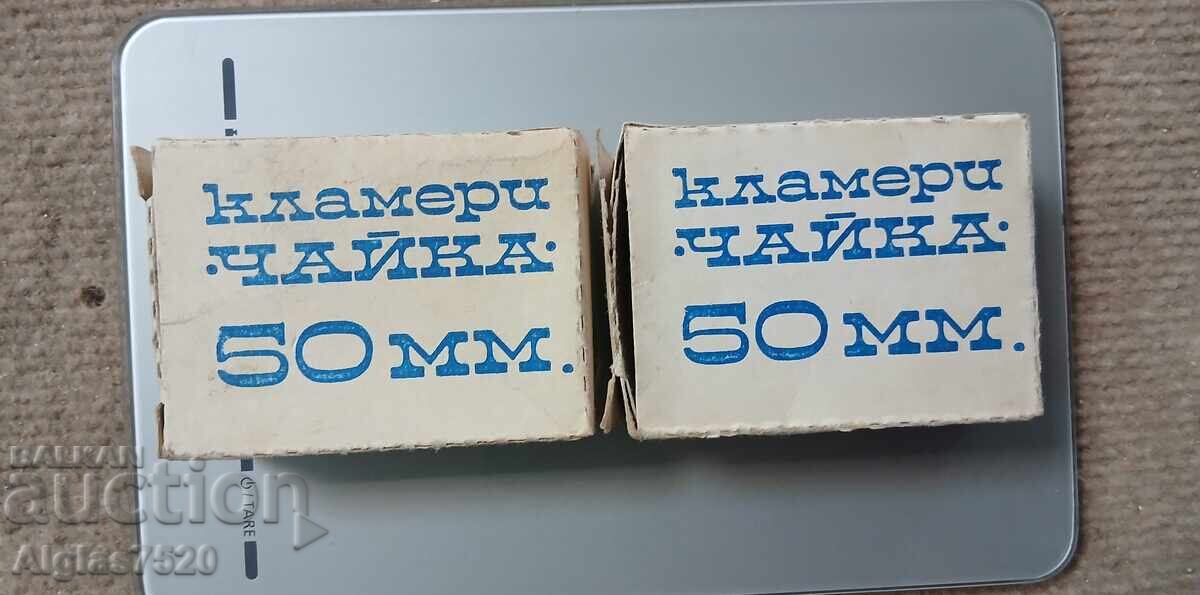 кламери
·ЧАЙКА·
50 мм.
кламери
·ЧАЙКА·
50 мм.
⏻/TARE
BALKAN
auction
Alglas7520